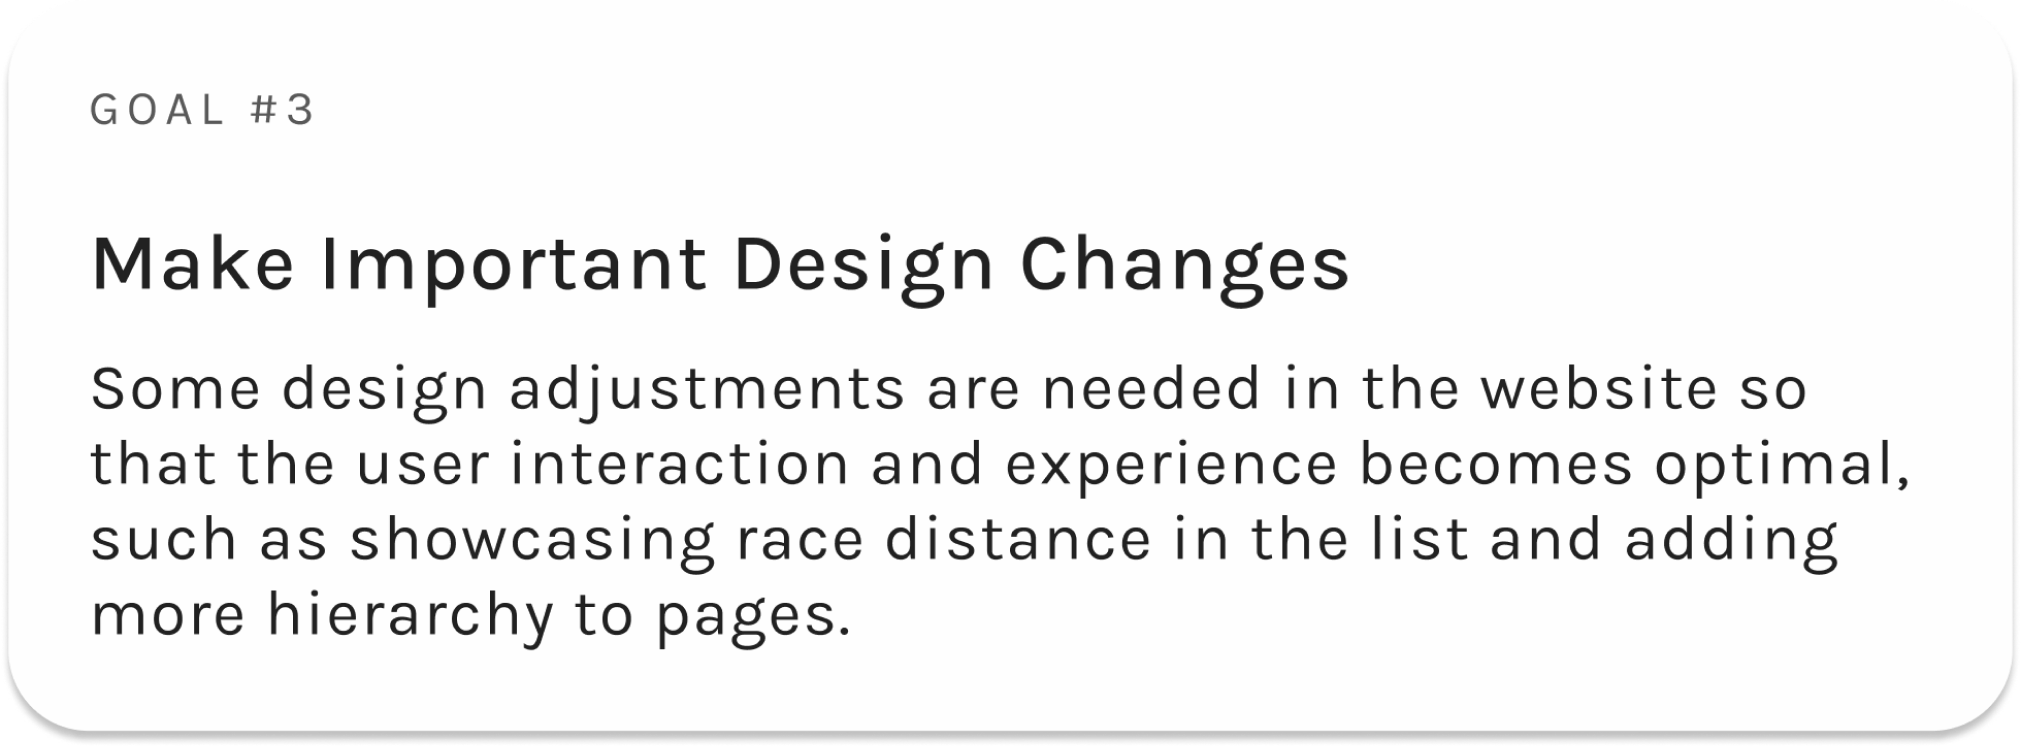 GOAL #3
Make Important Design Changes
Some design adjustments are needed in the website so
that the user interaction and experience becomes optimal,
such as showcasing race distance in the list and adding
more hierarchy to pages.